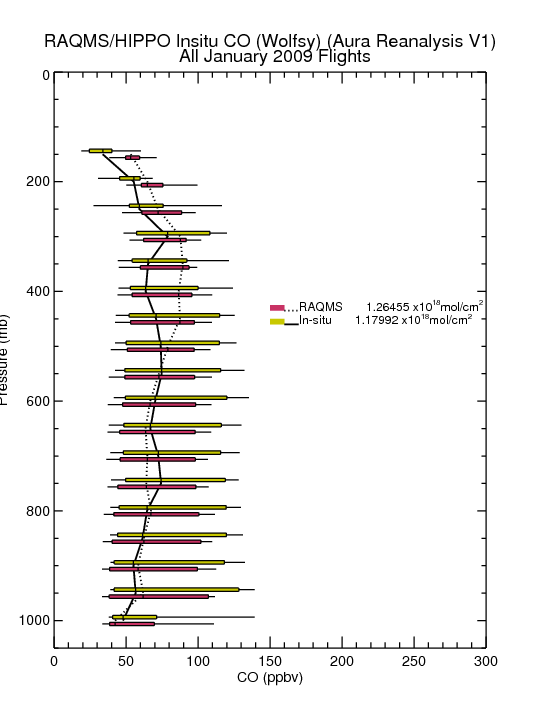 RAQMS/HIPPO Insitu CO (Wolfsy) (Aura Reanalysis V1)
All January 2009 Flights
0
200
400
600
800
1000
Pressure (mb)
RAQMS 1.26455 x10¹⁸mol/cm²
In-situ 1.17992 x10¹⁸mol/cm²
0 50 100 150 200 250 300
CO (ppbv)